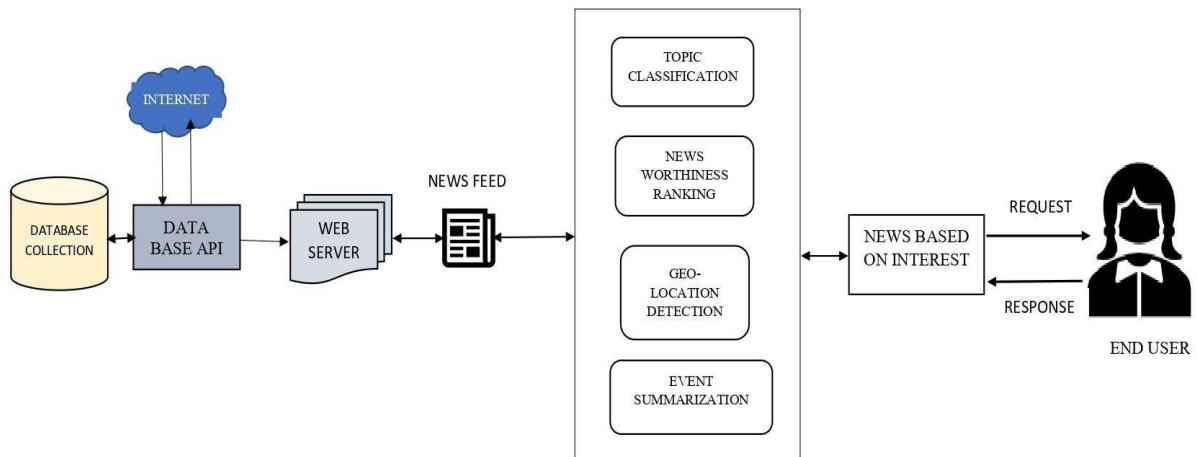 INTERNET
DATABASE
COLLECTION
DATA
BASE API
WEB
SERVER
NEWS FEED
TOPIC
CLASSIFICATION
NEWS
WORTHINESS
RANKING
GEO-
LOCATION
DETECTION
EVENT
SUMMARIZATION
NEWS BASED
ON INTEREST
REQUEST
RESPONSE
END USER